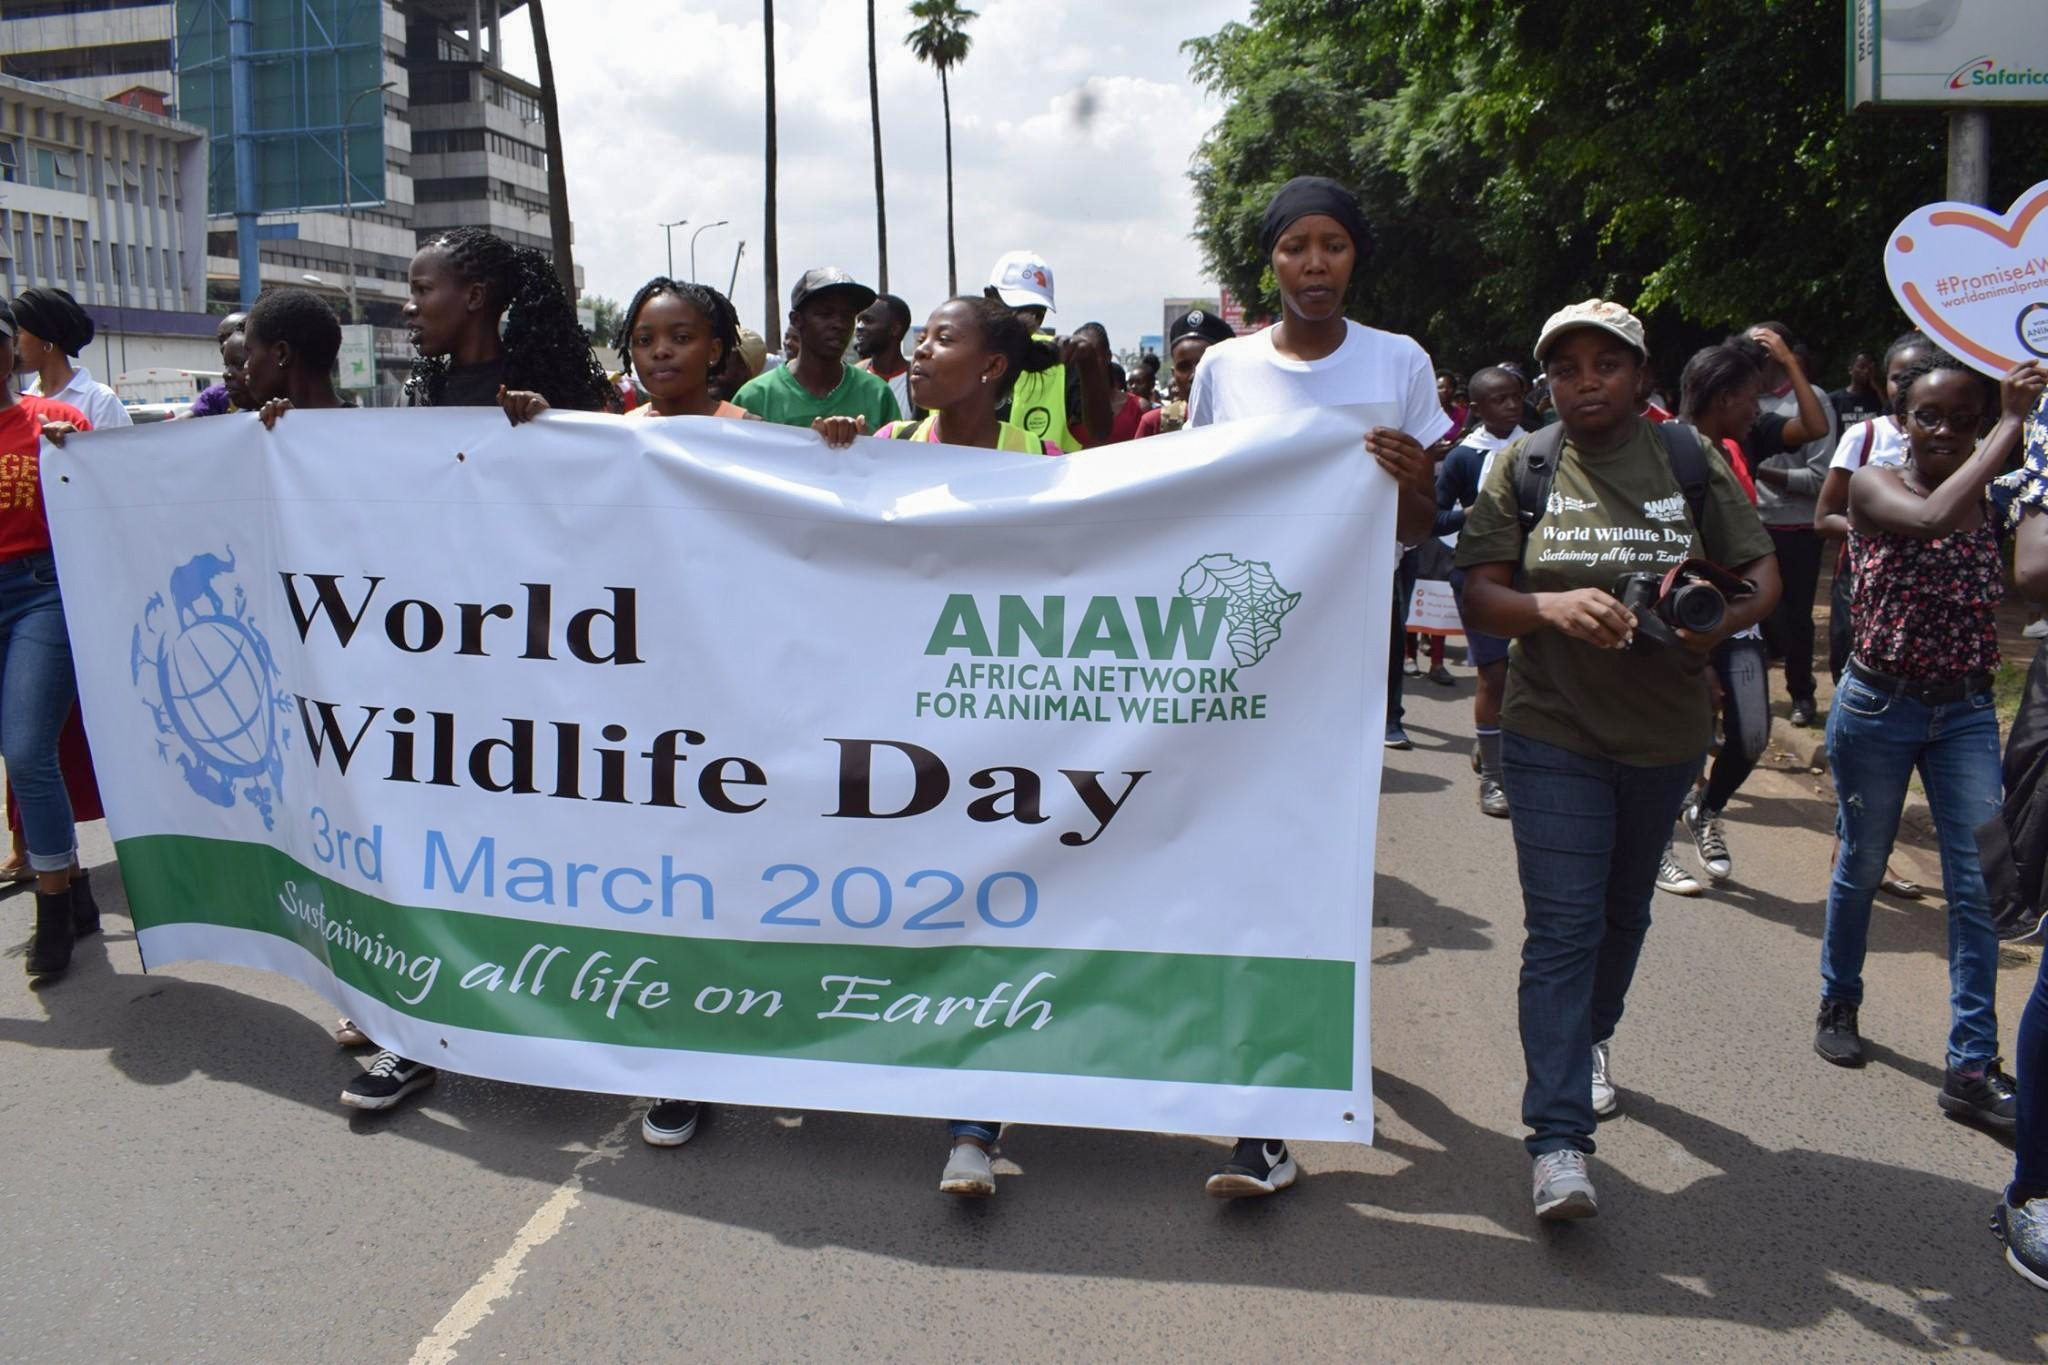 World
Wildlife Day
3rd March 2020
Sustaining all life on Earth
ANAW
AFRICA NETWORK
FOR ANIMAL WELFARE
ANAW
World Wildlife Day
Sustaining all life on Earth
Safarico
#Promise4W
worldanimalprote